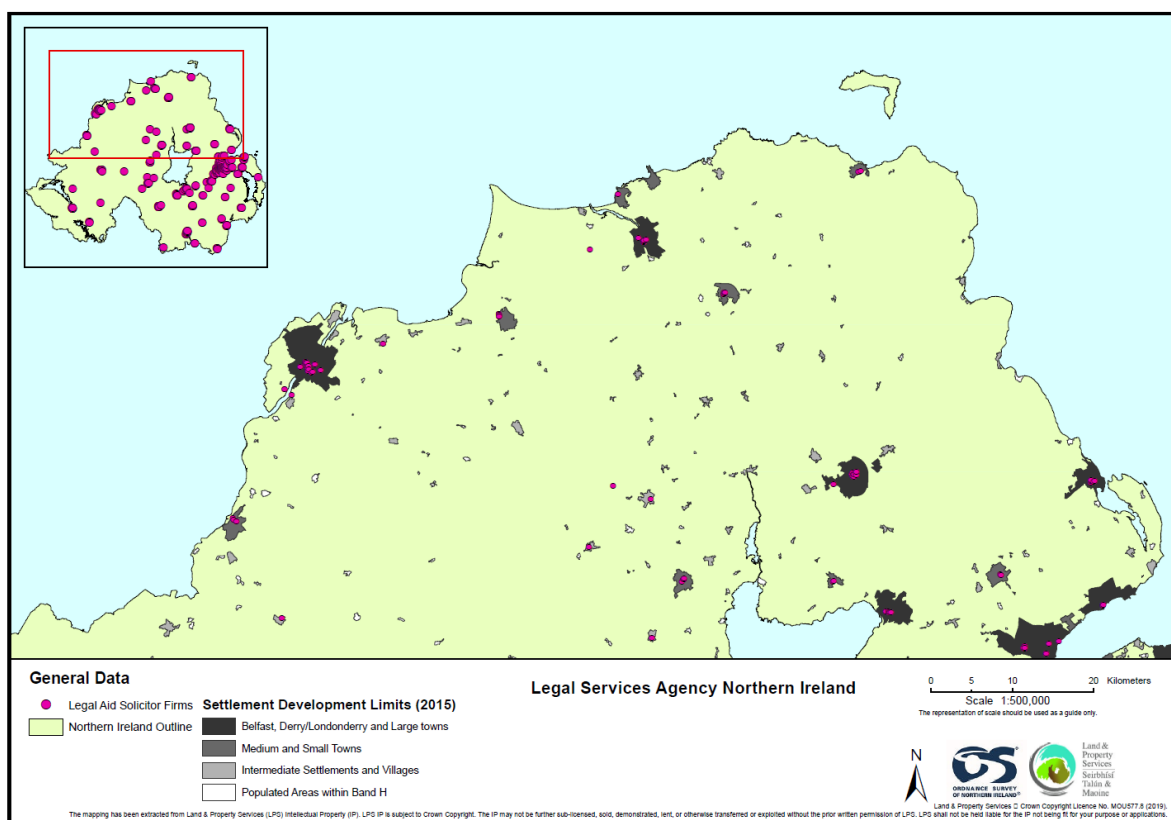 General Data
Legal Aid Solicitor Firms
Northern Ireland Outline
Settlement Development Limits (2015)
Belfast, Derry/Londonderry and Large towns
Medium and Small Towns
Intermediate Settlements and Villages
Populated Areas within Band H
Legal Services Agency Northern Ireland
0 5 10 20 Kilometers
Scale 1:500,000
The representation of scale should be used as a guide only.
N
OS
ORDNANCE SURVEY
OF NORTHERN IRELAND
Land &
Property
Services
Seirbhísí
Talún &
Maoine
Land & Property Services □ Crown Copyright Licence No. MOU577.8 (2019).
The mapping has been extracted from Land & Property Services (LPS) Intellectual Property (IP). LPS IP is subject to Crown Copyright. The IP may not be further sub-licensed, sold, demonstrated, lent, or otherwise transferred or exploited without the prior written permission of LPS. LPS shall not be held liable for the IP not being fit for your purpose or applications.